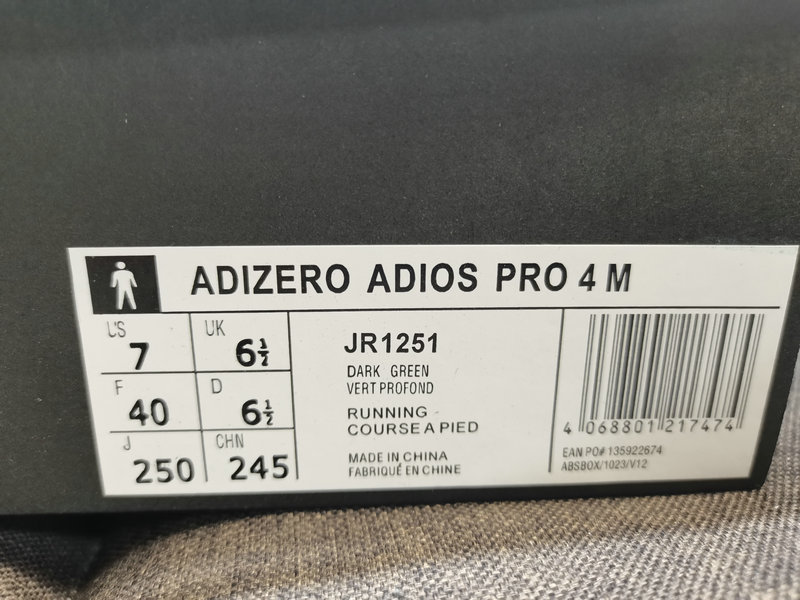 ADIZERO ADIOS PRO 4 M
US 7
UK 6½
F 40
D 6½
J 250
CHN 245
JR1251
DARK GREEN
VERT PROFOND
RUNNING
COURSE A PIED
MADE IN CHINA
FABRIQUÉ EN CHINE
4 068801 217474
EAN PO# 135922674
ABSBOX/1023/V12